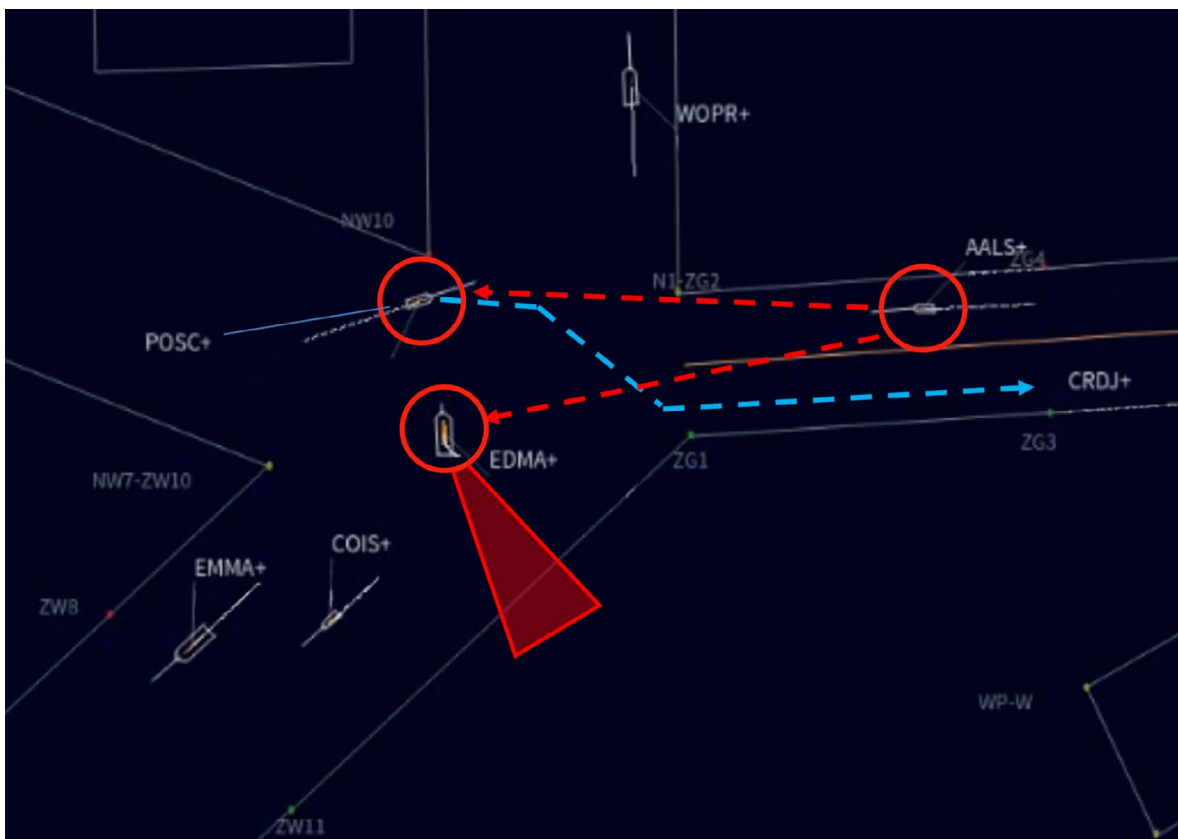 WOPR+
NW10
AALS+
ZG4
N1-ZG2
POSC+
CRDJ+
ZG3
ZG1
EDMA+
NW7-ZW10
COIS+
EMMA+
ZW8
WP-W
ZW11